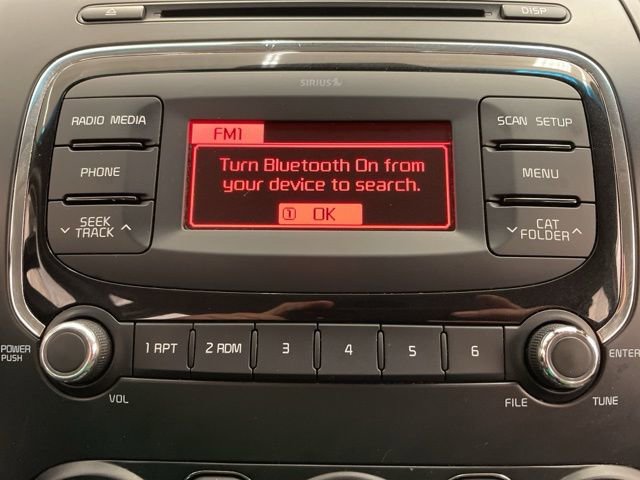 DISP
SIRIUS
RADIO MEDIA
PHONE
SEEK
TRACK
FM1
Turn Bluetooth On from
your device to search.
1 OK
SCAN SETUP
MENU
CAT
FOLDER
POWER
PUSH
VOL
1 RPT
2 RDM
3
4
5
6
FILE
TUNE
ENTER